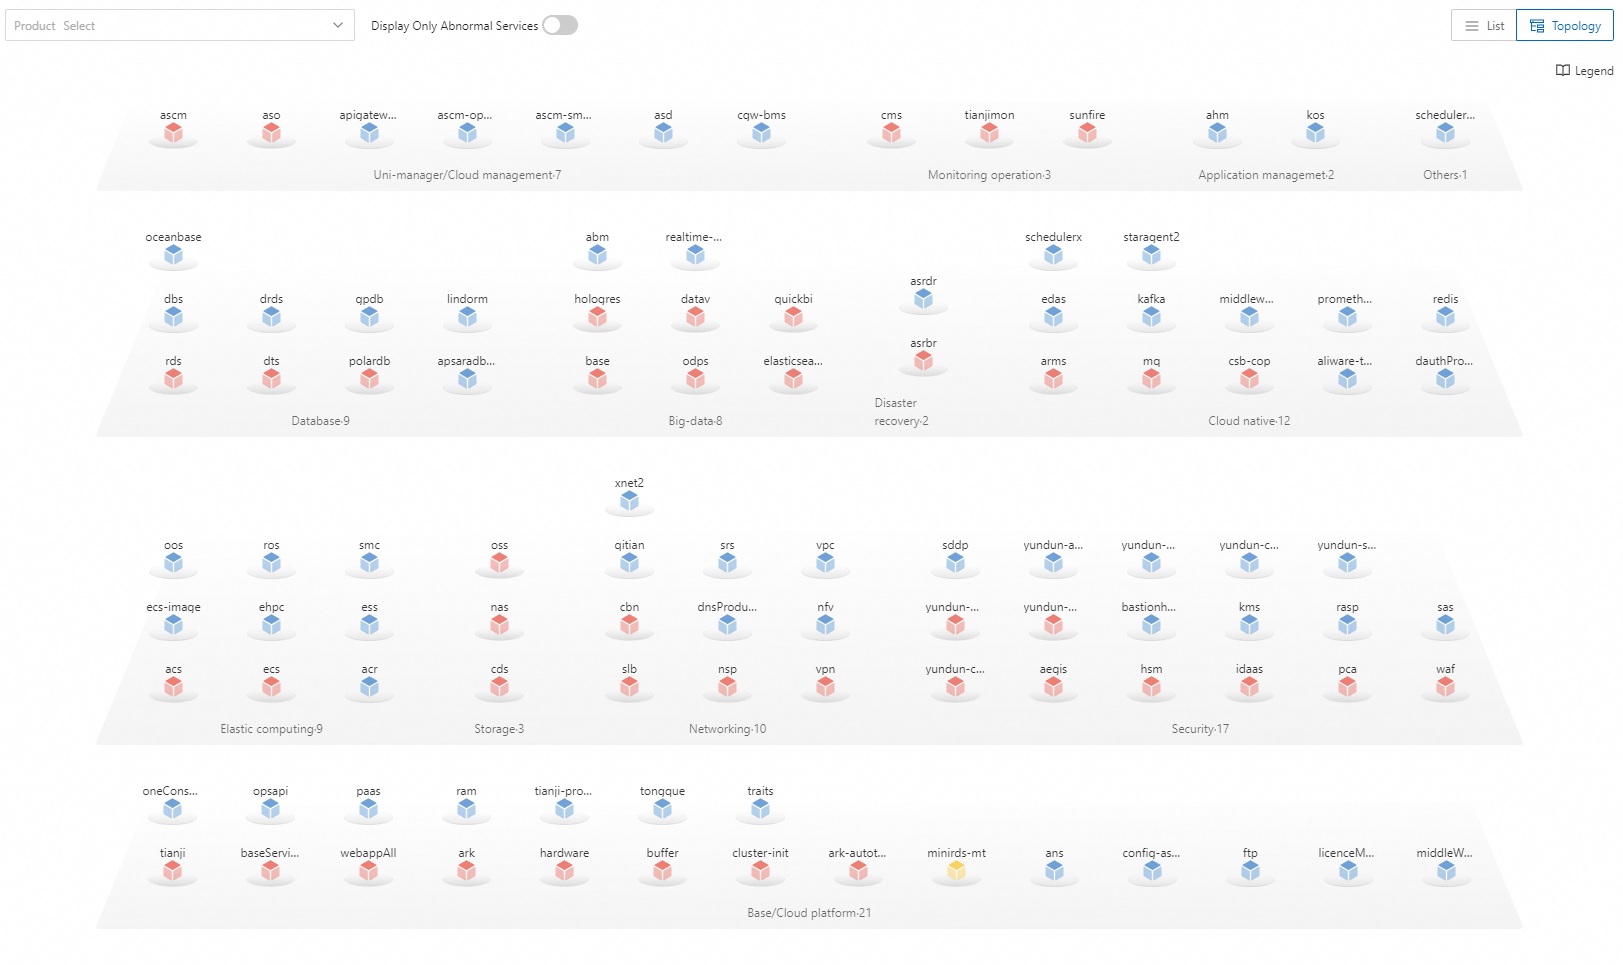 Product Select
Display Only Abnormal Services
List
Topology
Legend
ascm aso apigatew... ascm-op... ascm-sm... asd cgw-bms cms tianjimon sunfire ahm kos scheduler...
Uni-manager/Cloud management·7 Monitoring operation·3 Application managemet·2 Others·1
oceanbase abm realtime-... schedulerx staragent2
asrdr
dbs drds gpdb lindorm hologres datav quickbi edas kafka middlew... prometh... redis
asrbr
rds dts polardb apsaradb... base odps elasticsea... arms mq csb-cop aliware-t... dauthPro...
Disaster
Database·9 Big-data·8 recovery·2 Cloud native·12
xnet2
oos ros smc oss qitian srs vpc sddp yundun-a... yundun-... yundun-c... yundun-s...
ecs-image ehpc ess nas cbn dnsProdu... nfv yundun-... yundun-... bastionh... kms rasp sas
acs ecs acr cds slb nsp vpn yundun-c... aegis hsm idaas pca waf
Elastic computing·9 Storage·3 Networking·10 Security·17
oneCons... opsapi paas ram tianji-pro... tongque traits
tianji baseServi... webappAll ark hardware buffer cluster-init ark-autot... minirds-mt ans config-as... ftp licenceM... middleW...
Base/Cloud platform·21